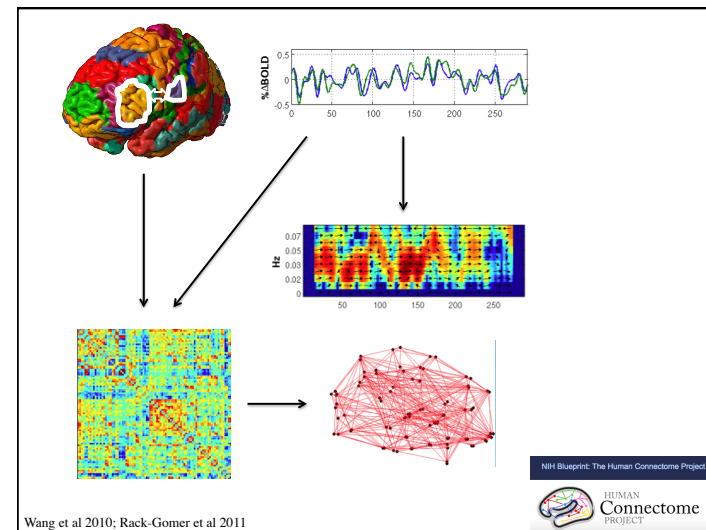 %ΔBOLD
0.5
0
-0.5
0 50 100 150 200 250
Hz
0.07
0.05
0.03
0.02
0
50 100 150 200 250
NIH Blueprint: The Human Connectome Project
HUMAN
Connectome
PROJECT
Wang et al 2010; Rack-Gomer et al 2011